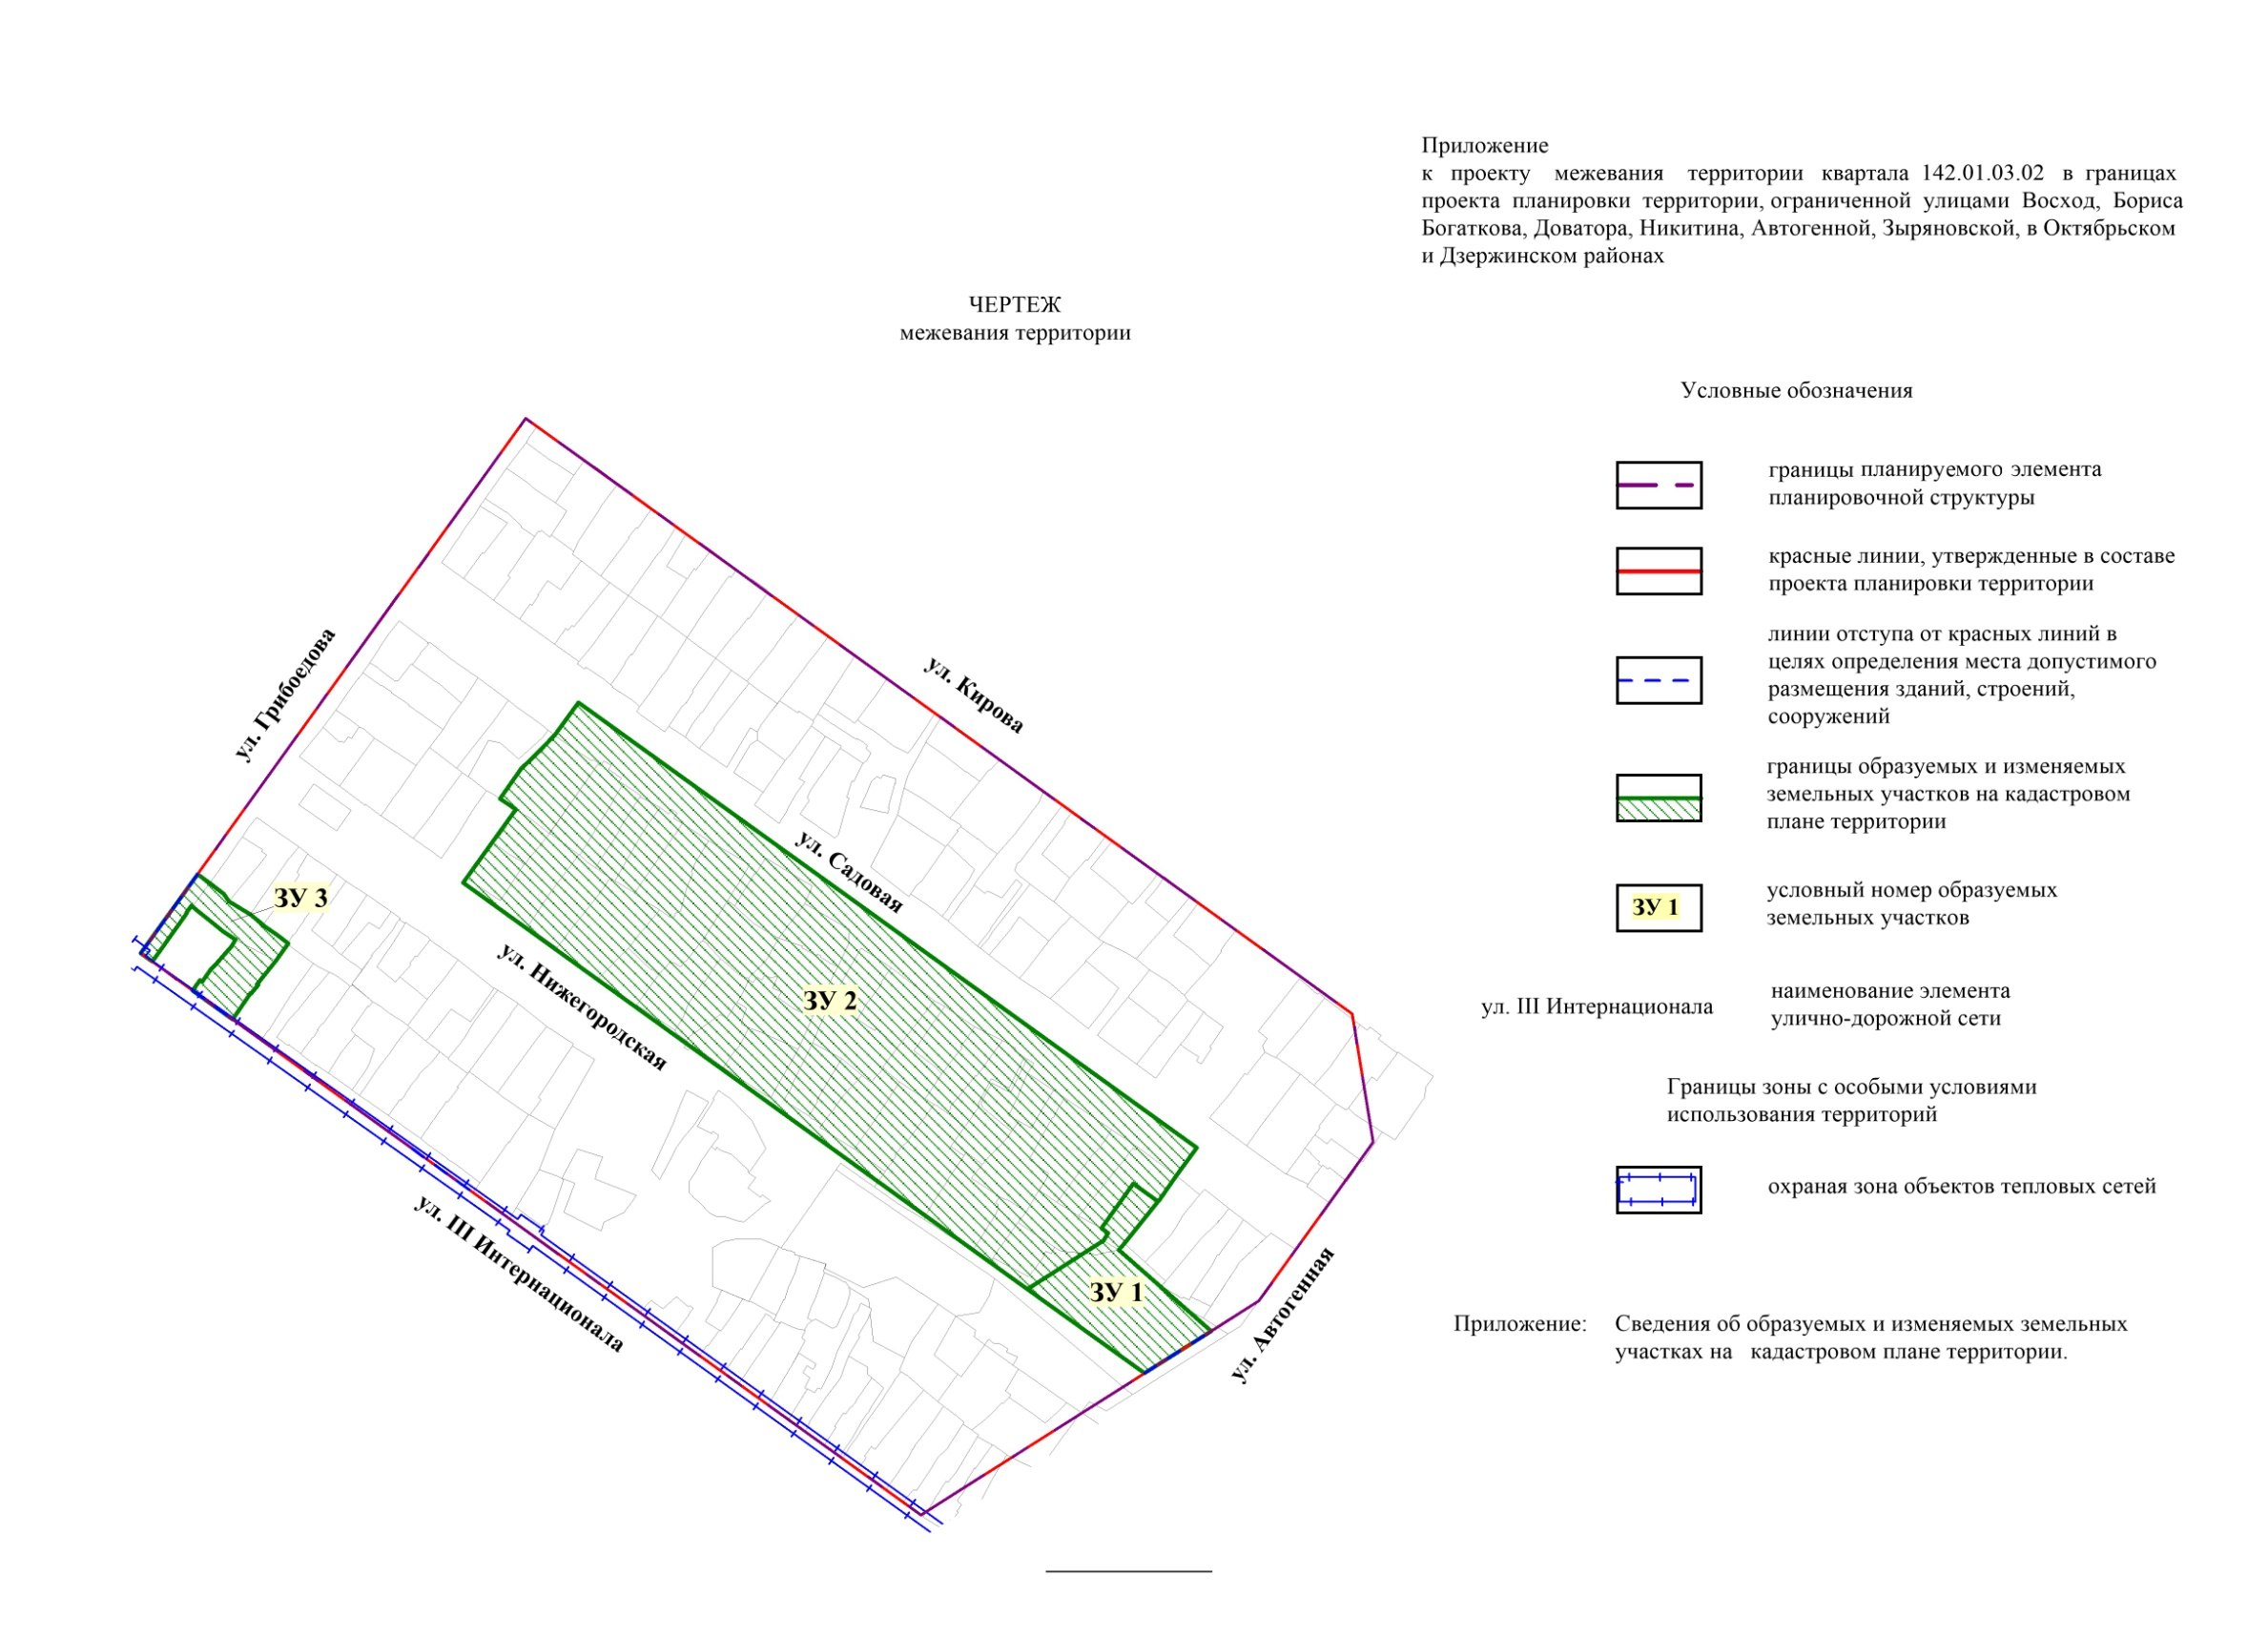 Приложение
к проекту межевания территории квартала 142.01.03.02 в границах
проекта планировки территории, ограниченной улицами Восход, Бориса
Богаткова, Доватора, Никитина, Автогенной, Зыряновской, в Октябрьском
и Дзержинском районах
ЧЕРТЕЖ
межевания территории
Условные обозначения
границы планируемого элемента
планировочной структуры
красные линии, утвержденные в составе
проекта планировки территории
линии отступа от красных линий в
целях определения места допустимого
размещения зданий, строений,
сооружений
границы образуемых и изменяемых
земельных участков на кадастровом
плане территории
ЗУ 1
условный номер образуемых
земельных участков
ул. III Интернационала
наименование элемента
улично-дорожной сети
Границы зоны с особыми условиями
использования территорий
охраная зона объектов тепловых сетей
Приложение: Сведения об образуемых и изменяемых земельных
участках на кадастровом плане территории.
ул. Грибоедова
ул. Кирова
ул. Садовая
ЗУ 3
ул. Нижегородская
ЗУ 2
ЗУ 1
ул. III Интернационала
ул. Автогенная